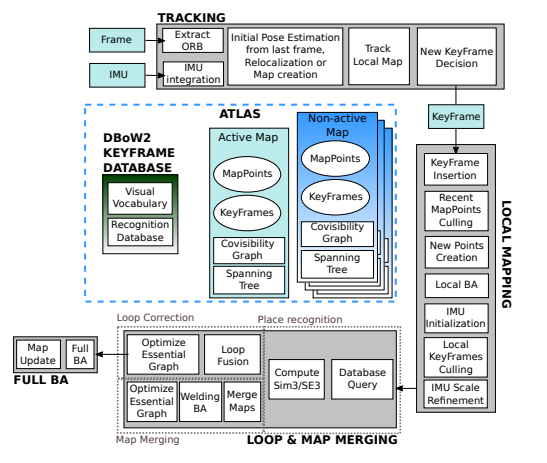 TRACKING
Frame
IMU
Extract
ORB
IMU
integration
Initial Pose Estimation
from last frame,
Relocalization or
Map creation
Track
Local Map
New KeyFrame
Decision
KeyFrame
ATLAS
DBoW2
KEYFRAME
DATABASE
Visual
Vocabulary
Recognition
Database
Active Map
MapPoints
KeyFrames
Covisibility
Graph
Spanning
Tree
Non-active
Map
MapPoints
KeyFrames
Covisibility
Graph
Spanning
Tree
LOCAL MAPPING
KeyFrame
Insertion
Recent
MapPoints
Culling
New Points
Creation
Local BA
IMU
Initialization
Local
KeyFrames
Culling
IMU Scale
Refinement
Loop Correction
Place recognition
Optimize
Essential
Graph
Loop
Fusion
Compute
Sim3/SE3
Database
Query
Optimize
Essential
Graph
Welding
BA
Merge
Maps
Map Merging
LOOP & MAP MERGING
Map
Update
Full
BA
FULL BA